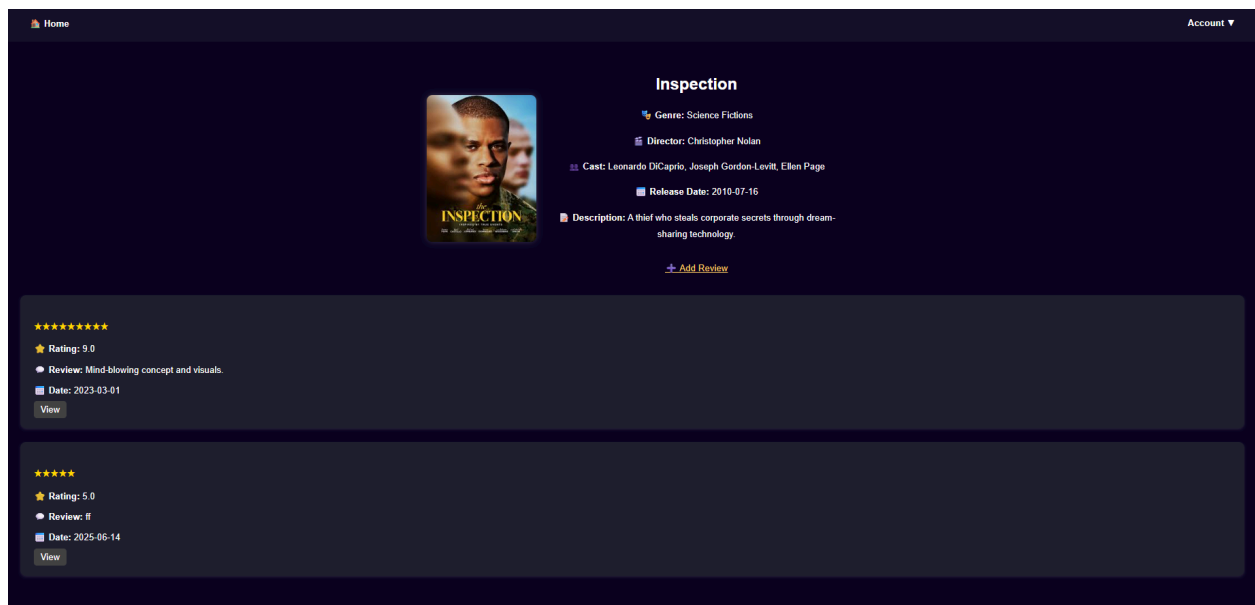 Home
Account ▼
Inspection
Genre: Science Fictions
Director: Christopher Nolan
Cast: Leonardo DiCaprio, Joseph Gordon-Levitt, Ellen Page
Release Date: 2010-07-16
Description: A thief who steals corporate secrets through dream-
sharing technology.
the
INSPECTION
➕ Add Review
★★★★★★★★★
Rating: 9.0
Review: Mind-blowing concept and visuals.
Date: 2023-03-01
View
★★★★★
Rating: 5.0
Review: ff
Date: 2025-06-14
View